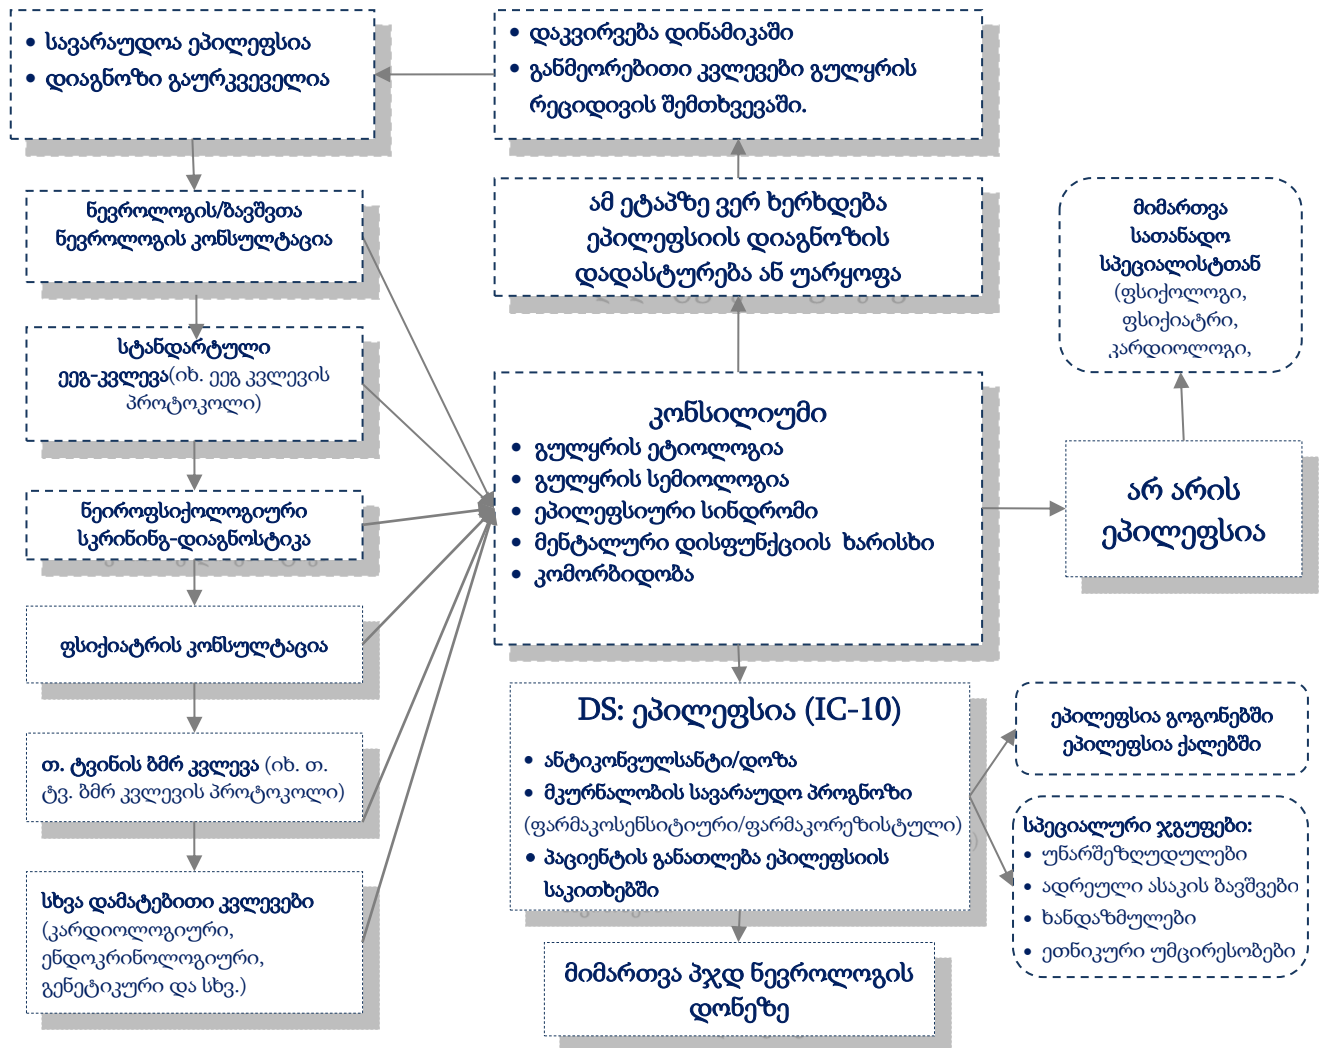 • სავარაუდოა ეპილეფსია
• დიაგნოზი გაურკვეველია
• დაკვირვება დინამიკაში
• განმეორებითი კვლევები გულყრის
რეციდივის შემთხვევაში.
ნევროლოგის/ბავშვთა
ნევროლოგის კონსულტაცია
ამ ეტაპზე ვერ ხერხდება
ეპილეფსიის დიაგნოზის
დადასტურება ან უარყოფა
მიმართვა
სათანადო
სპეციალისტთან
(ფსიქოლოგი,
ფსიქიატრი,
კარდიოლოგი,
სტანდარტული
ეეგ-კვლევა(იხ. ეეგ კვლევის
პროტოკოლი)
კონსილიუმი
• გულყრის ეტიოლოგია
• გულყრის სემიოლოგია
• ეპილეფსიური სინდრომი
• მენტალური დისფუნქციის ხარისხი
• კომორბიდობა
არ არის
ეპილეფსია
ნეიროფსიქოლოგიური
სკრინინგ-დიაგნოსტიკა
ფსიქიატრის კონსულტაცია
თ. ტვინის ბმრ კვლევა (იხ. თ.
ტვ. ბმრ კვლევის პროტოკოლი)
სხვა დამატებითი კვლევები
(კარდიოლოგიური,
ენდოკრინოლოგიური,
გენეტიკური და სხვ.)
DS: ეპილეფსია (IC-10)
• ანტიკონვულსანტი/დოზა
• მკურნალობის სავარაუდო პროგნოზი
(ფარმაკოსენსიტიური/ფარმაკორეზისტული)
• პაციენტის განათლება ეპილეფსიის
საკითხებში
ეპილეფსია გოგონებში
ეპილეფსია ქალებში
სპეციალური ჯგუფები:
• უნარშეზღუდულები
• ადრეული ასაკის ბავშვები
• ხანდაზმულები
• ეთნიკური უმცირესობები
მიმართვა პჯდ ნევროლოგის
დონეზე